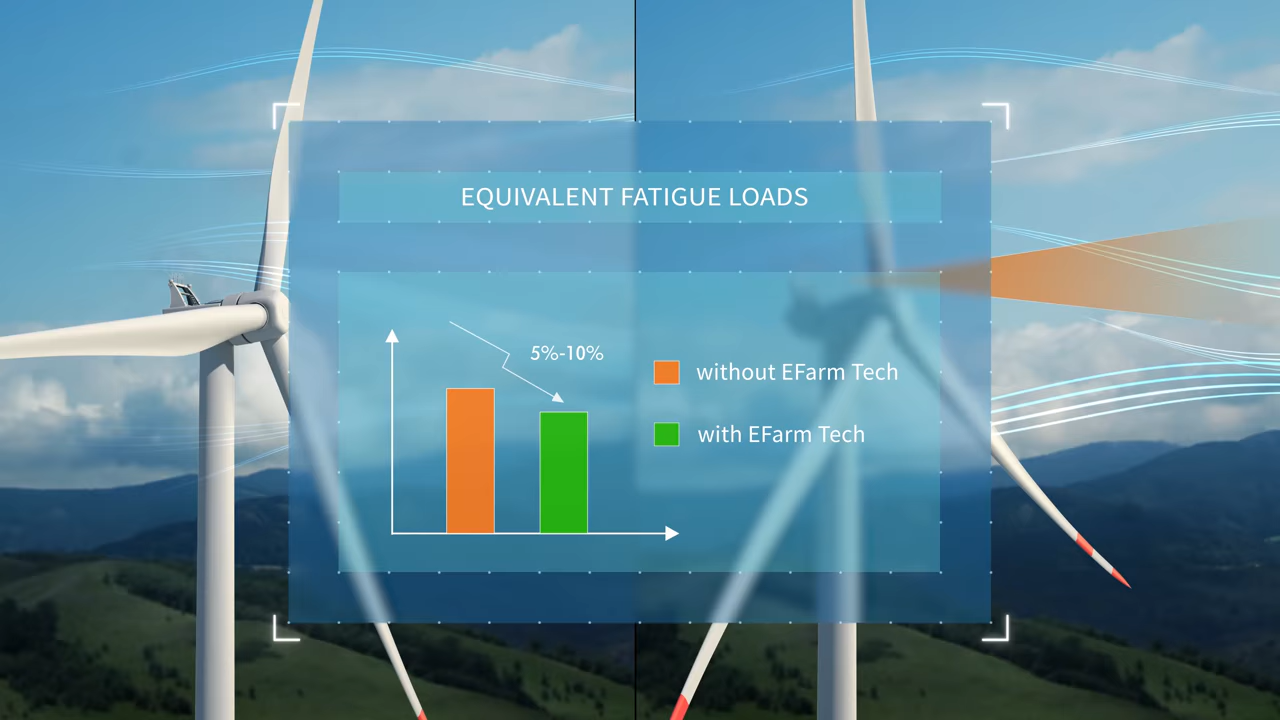 EQUIVALENT FATIGUE LOADS
5%-10%
without EFarm Tech
with EFarm Tech